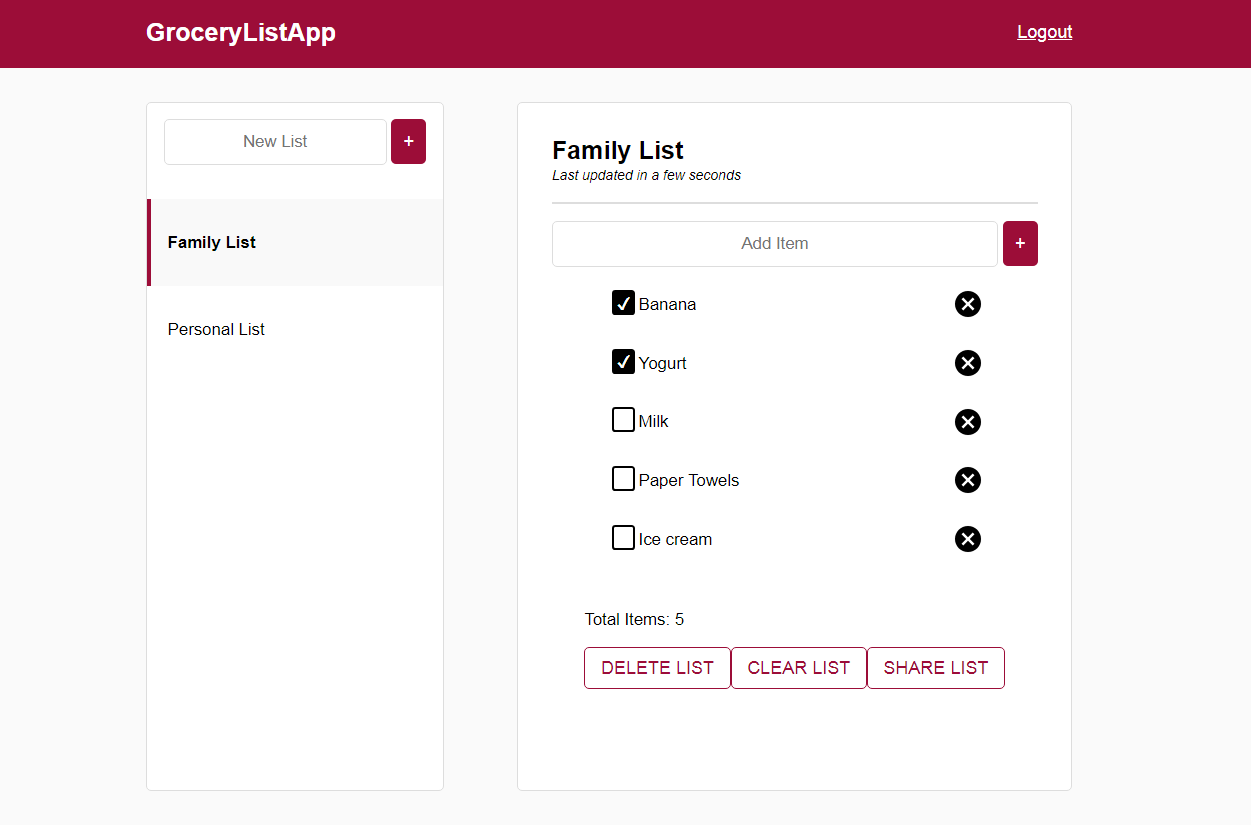 GroceryListApp
Logout
New List
+
Family List
Personal List
Family List
Last updated in a few seconds
Add Item
+
Banana
Yogurt
Milk
Paper Towels
Ice cream
Total Items: 5
DELETE LIST CLEAR LIST SHARE LIST